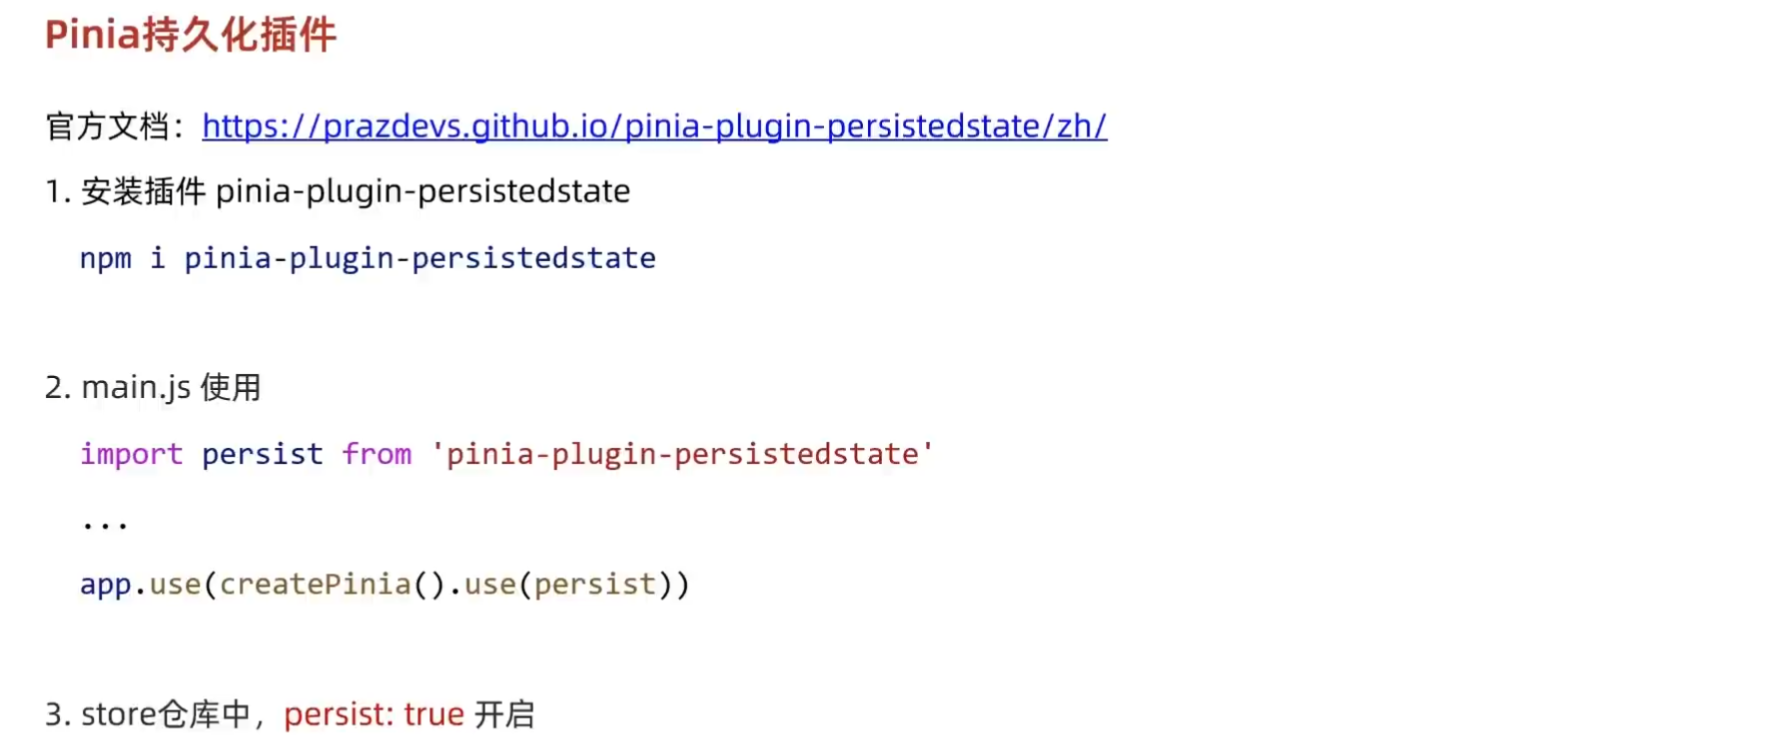 Pinia持久化插件
官方文档：https://prazdevs.github.io/pinia-plugin-persistedstate/zh/
1. 安装插件 pinia-plugin-persistedstate
npm i pinia-plugin-persistedstate
2. main.js 使用
import persist from 'pinia-plugin-persistedstate'
...
app.use(createPinia().use(persist))
3. store仓库中，persist: true 开启